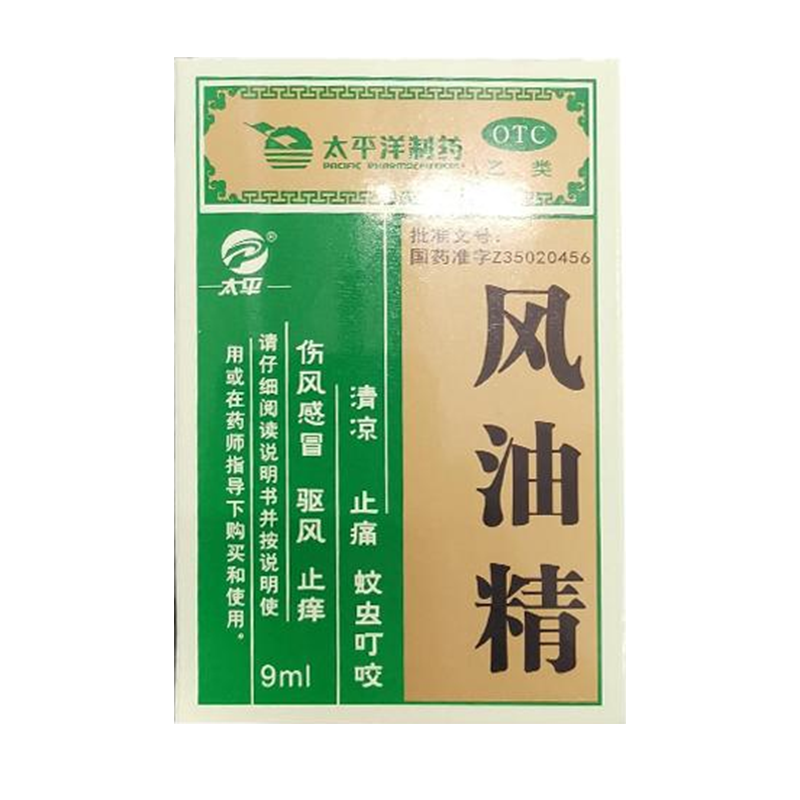 太平洋制药
PACIFIC PHARMACEUTICAL
OTC
乙类
批准文号:
国药准字Z35020456
风油精
太平
清凉 止痛 蚊虫叮咬
伤风感冒 驱风 止痒
请仔细阅读说明书并按说明使
用或在药师指导下购买和使用。
9ml